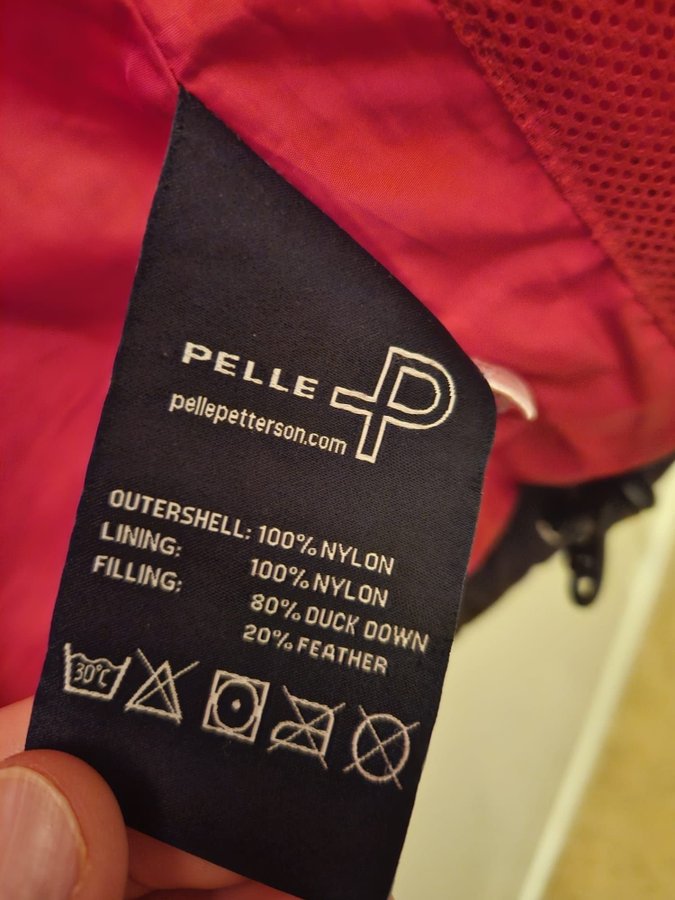 PELLE P
pellepetterson.com
OUTERSHELL: 100% NYLON
LINING: 100% NYLON
FILLING: 80% DUCK DOWN
20% FEATHER
30°C